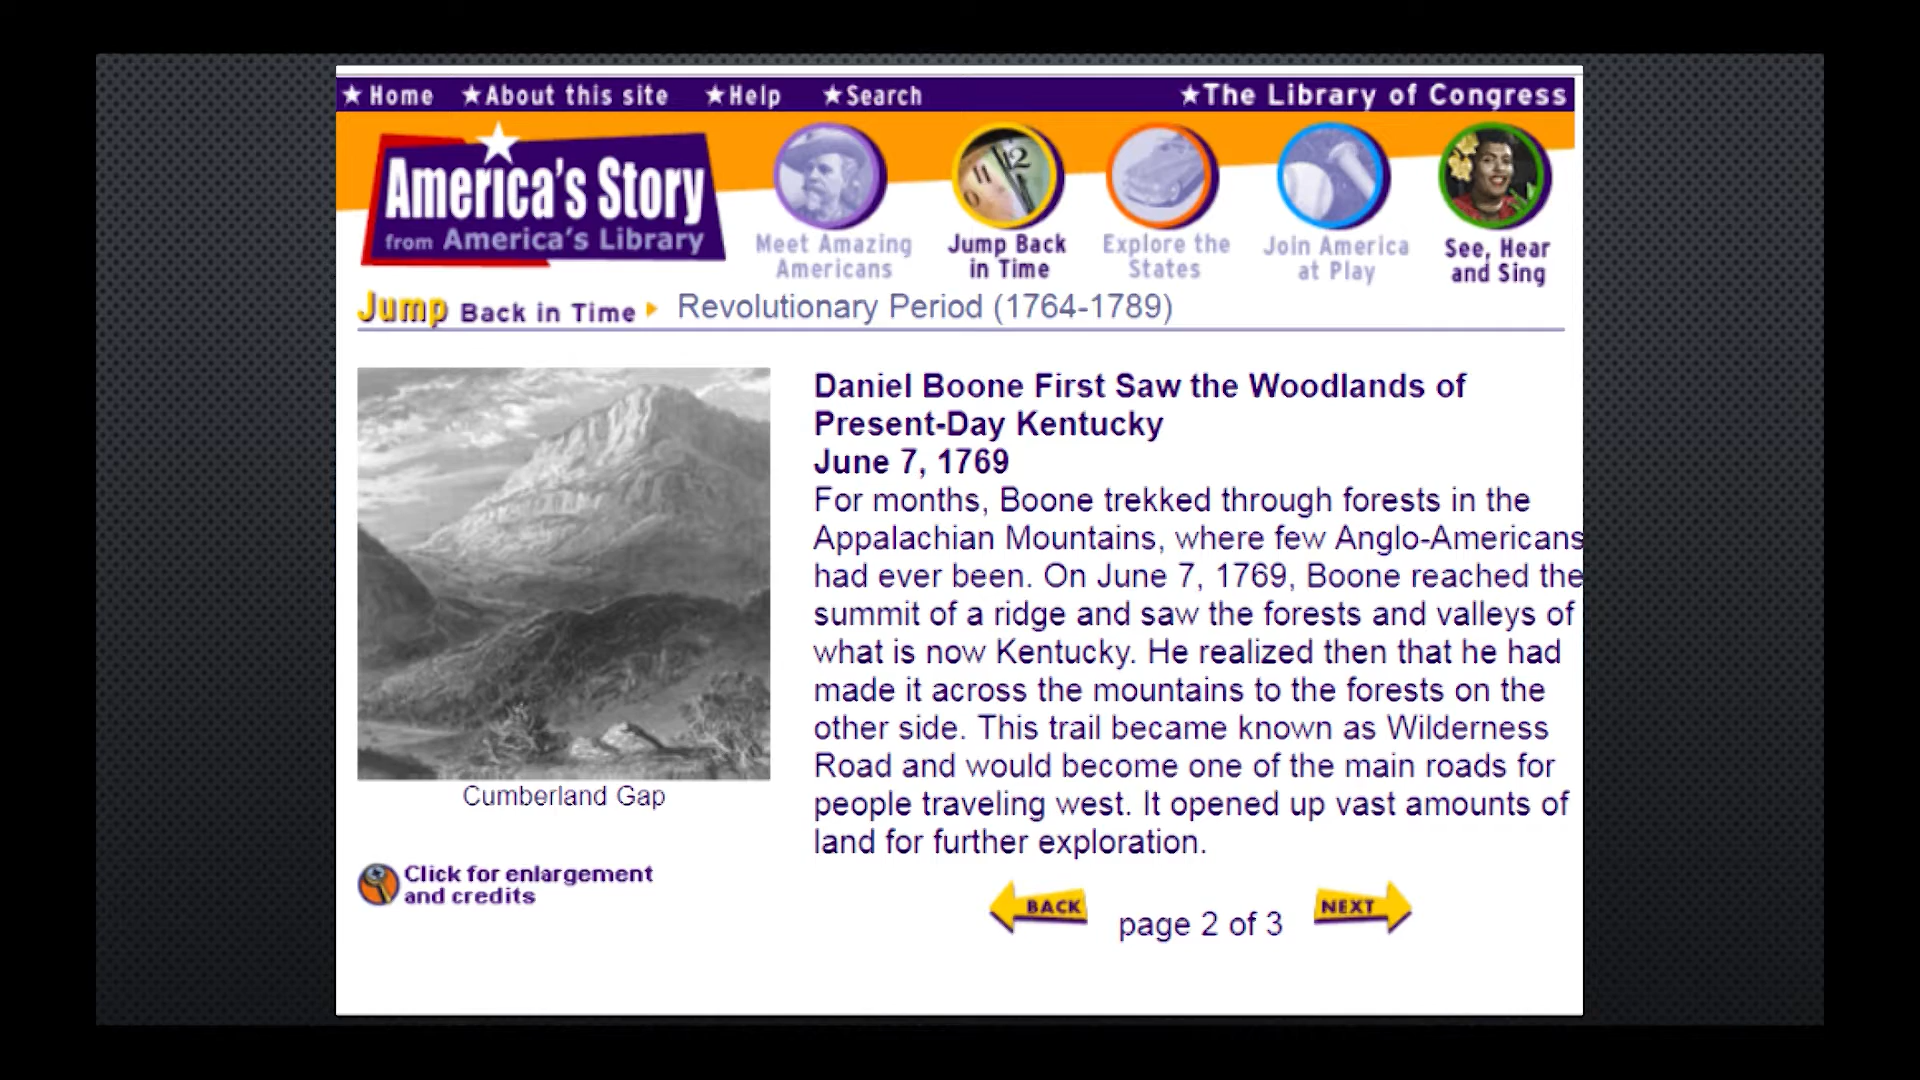 ★Home ★About this site ★Help ★Search ★The Library of Congress
America's Story
from America's Library
Meet Amazing
Americans
Jump Back
in Time
Explore the
States
Join America
at Play
See, Hear
and Sing
Jump Back in Time Revolutionary Period (1764-1789)
Daniel Boone First Saw the Woodlands of
Present-Day Kentucky
June 7, 1769
For months, Boone trekked through forests in the
Appalachian Mountains, where few Anglo-Americans
had ever been. On June 7, 1769, Boone reached the
summit of a ridge and saw the forests and valleys of
what is now Kentucky. He realized then that he had
made it across the mountains to the forests on the
other side. This trail became known as Wilderness
Road and would become one of the main roads for
people traveling west. It opened up vast amounts of
land for further exploration.
Cumberland Gap
Click for enlargement
and credits
BACK page 2 of 3 NEXT